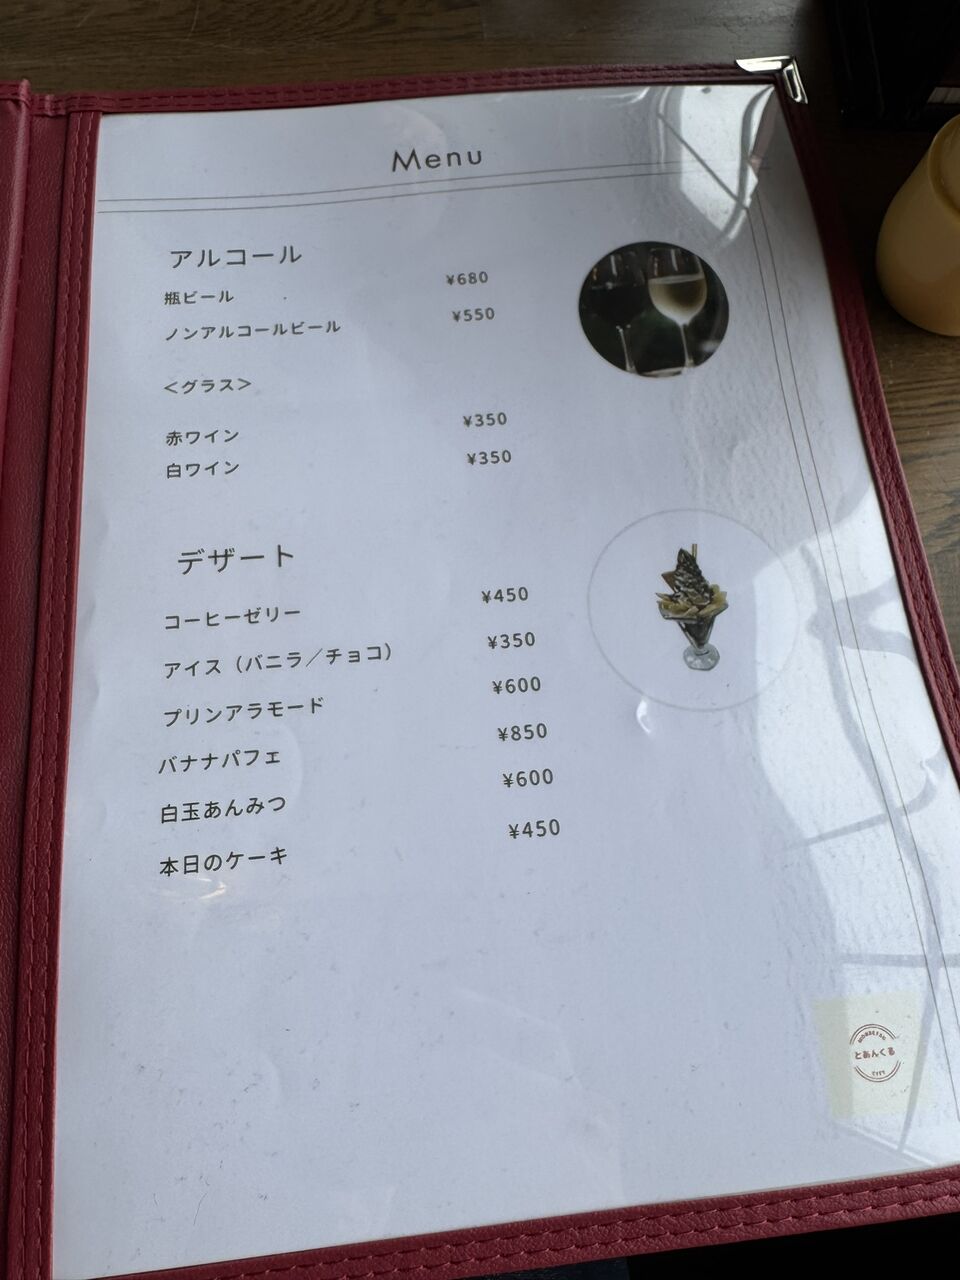 Menu
アルコール
瓶ビール ¥680
ノンアルコールビール ¥550
＜グラス＞
赤ワイン ¥350
白ワイン ¥350
デザート
コーヒーゼリー ¥450
アイス（バニラ／チョコ） ¥350
プリンアラモード ¥600
バナナパフェ ¥850
白玉あんみつ ¥600
本日のケーキ ¥450
とあんくる